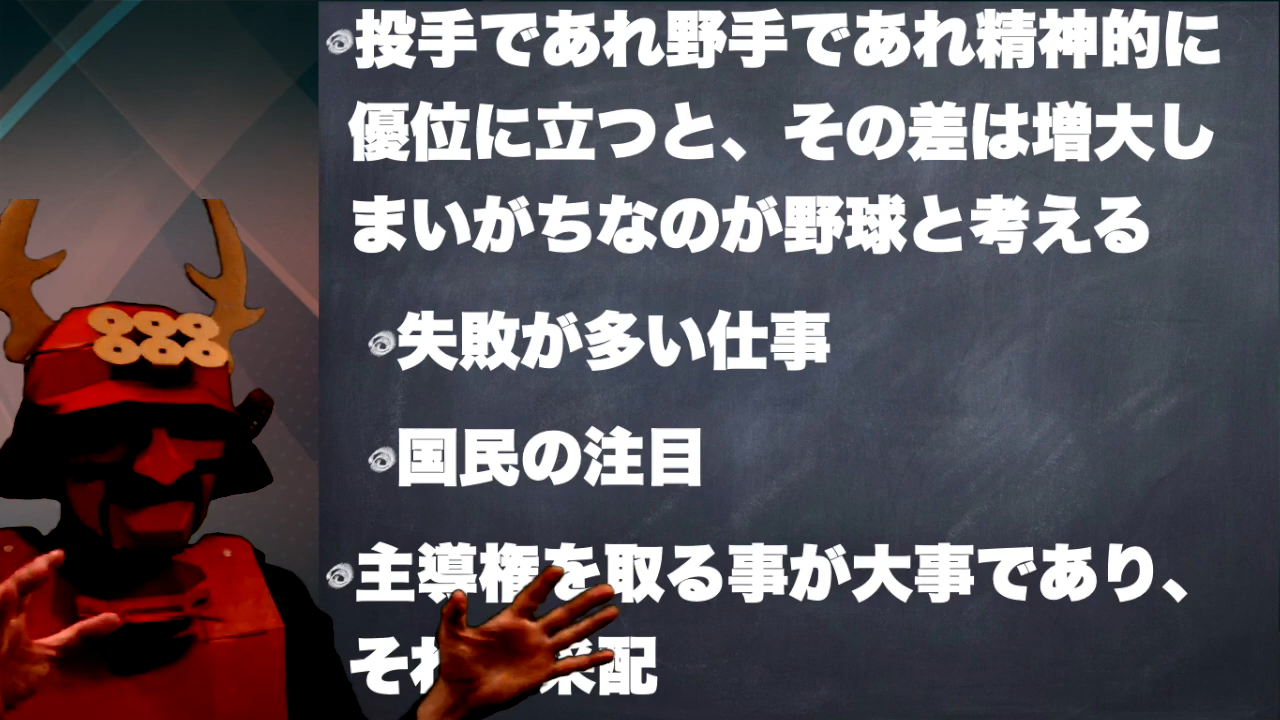 投手であれ野手であれ精神的に
優位に立つと、その差は増大し
まいがちなのが野球と考える
失敗が多い仕事
国民の注目
主導権を取る事が大事であり、
それ 采配